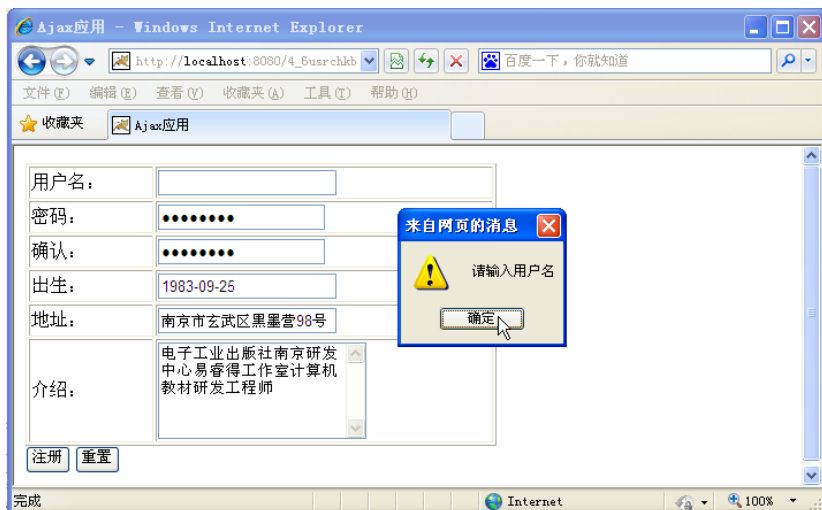 Ajax应用 - Windows Internet Explorer
http://localhost:8080/4_6usrchkb
百度一下，你就知道
文件(F) 编辑(E) 查看(V) 收藏夹(A) 工具(T) 帮助(H)
收藏夹 Ajax应用
用户名：
密码： ●●●●●●●●
确认： ●●●●●●●●
出生： 1983-09-25
地址： 南京市玄武区黑墨营98号
介绍：
电子工业出版社南京研发
中心易睿得工作室计算机
教材研发工程师
注册 重置
来自网页的消息
请输入用户名
确定
完成 Internet 100%